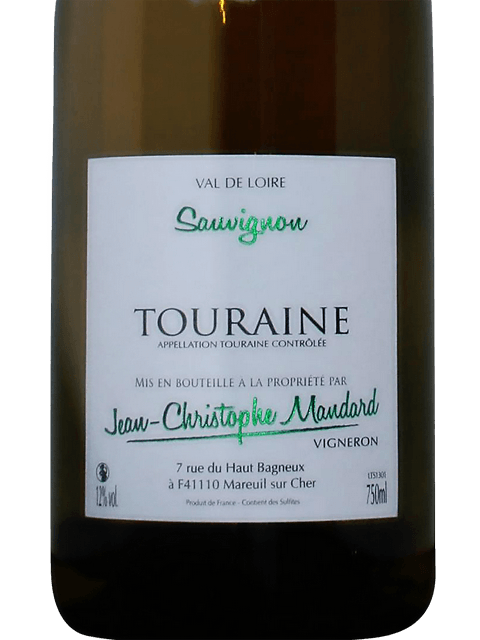 VAL DE LOIRE
Sauvignon
TOURAINE
APPELLATION TOURAINE CONTRÔLÉE
MIS EN BOUTEILLE A LA PROPRIÉTÉ PAR
Jean-Christophe Mandard
VIGNERON
7 rue du Haut Bagneux
à F41110 Mareuil sur Cher
LTS1301
12% vol.
750ml
Produit de France - Contient des Sulfites